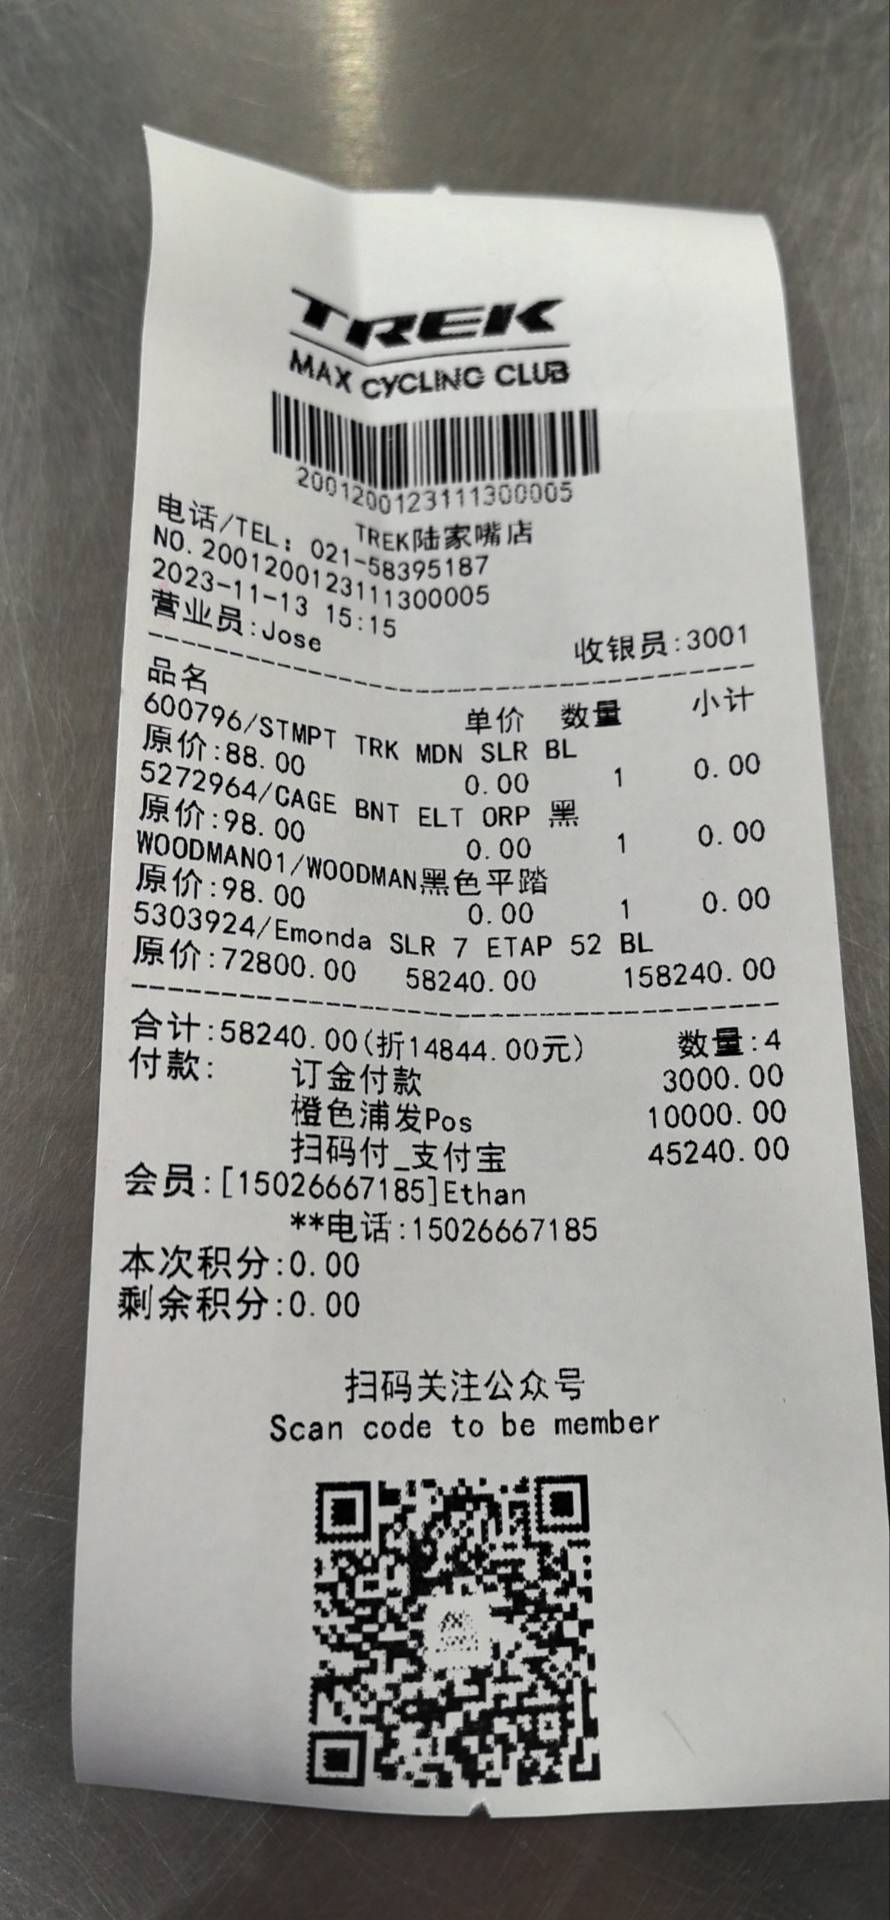 TREK
MAX CYCLING CLUB
2001200123111300005
TREK陆家嘴店
电话/TEL: 021-58395187
NO.2001200123111300005
2023-11-13 15:15
营业员:Jose 收银员:3001
品名 单价 数量 小计
600796/STMPT TRK MDN SLR BL
原价:88.00 0.00 1 0.00
5272964/CAGE BNT ELT ORP 黑
原价:98.00 0.00 1 0.00
WOODMAN01/WOODMAN黑色平踏
原价:98.00 0.00 1 0.00
5303924/Emonda SLR 7 ETAP 52 BL
原价:72800.00 58240.00 158240.00
合计:58240.00(折14844.00元) 数量:4
付款: 订金付款 3000.00
橙色浦发Pos 10000.00
扫码付_支付宝 45240.00
会员:[15026667185]Ethan
**电话:15026667185
本次积分:0.00
剩余积分:0.00
扫码关注公众号
Scan code to be member